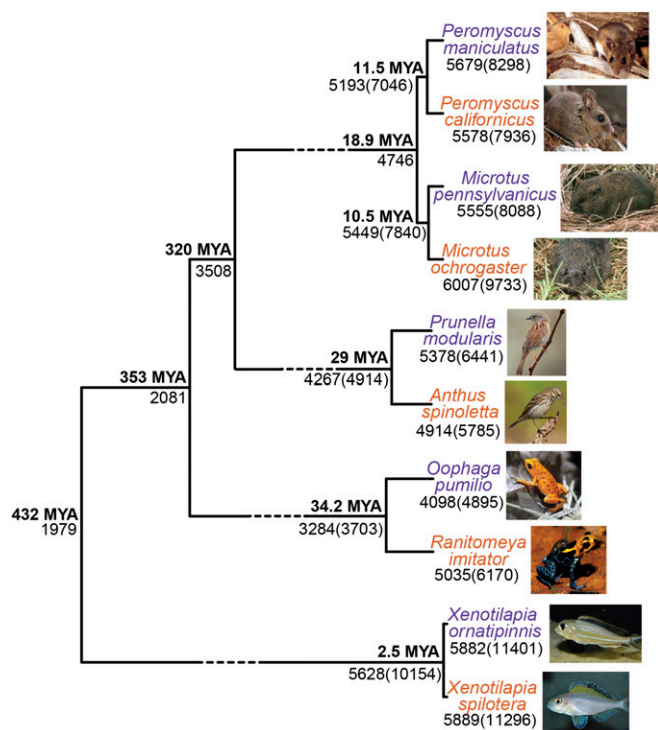 Peromyscus
maniculatus
5679(8298)
11.5 MYA
5193(7046)
Peromyscus
californicus
5578(7936)
18.9 MYA
4746
Microtus
pennsylvanicus
5555(8088)
10.5 MYA
5449(7840)
Microtus
ochrogaster
6007(9733)
320 MYA
3508
Prunella
modularis
5378(6441)
29 MYA
4267(4914)
353 MYA
2081
Anthus
spinoletta
4914(5785)
Oophaga
pumilio
4098(4895)
432 MYA
1979
34.2 MYA
3284(3703)
Ranitomeya
imitator
5035(6170)
Xenotilapia
ornatipinnis
5882(11401)
2.5 MYA
5628(10154)
Xenotilapia
spilotera
5889(11296)